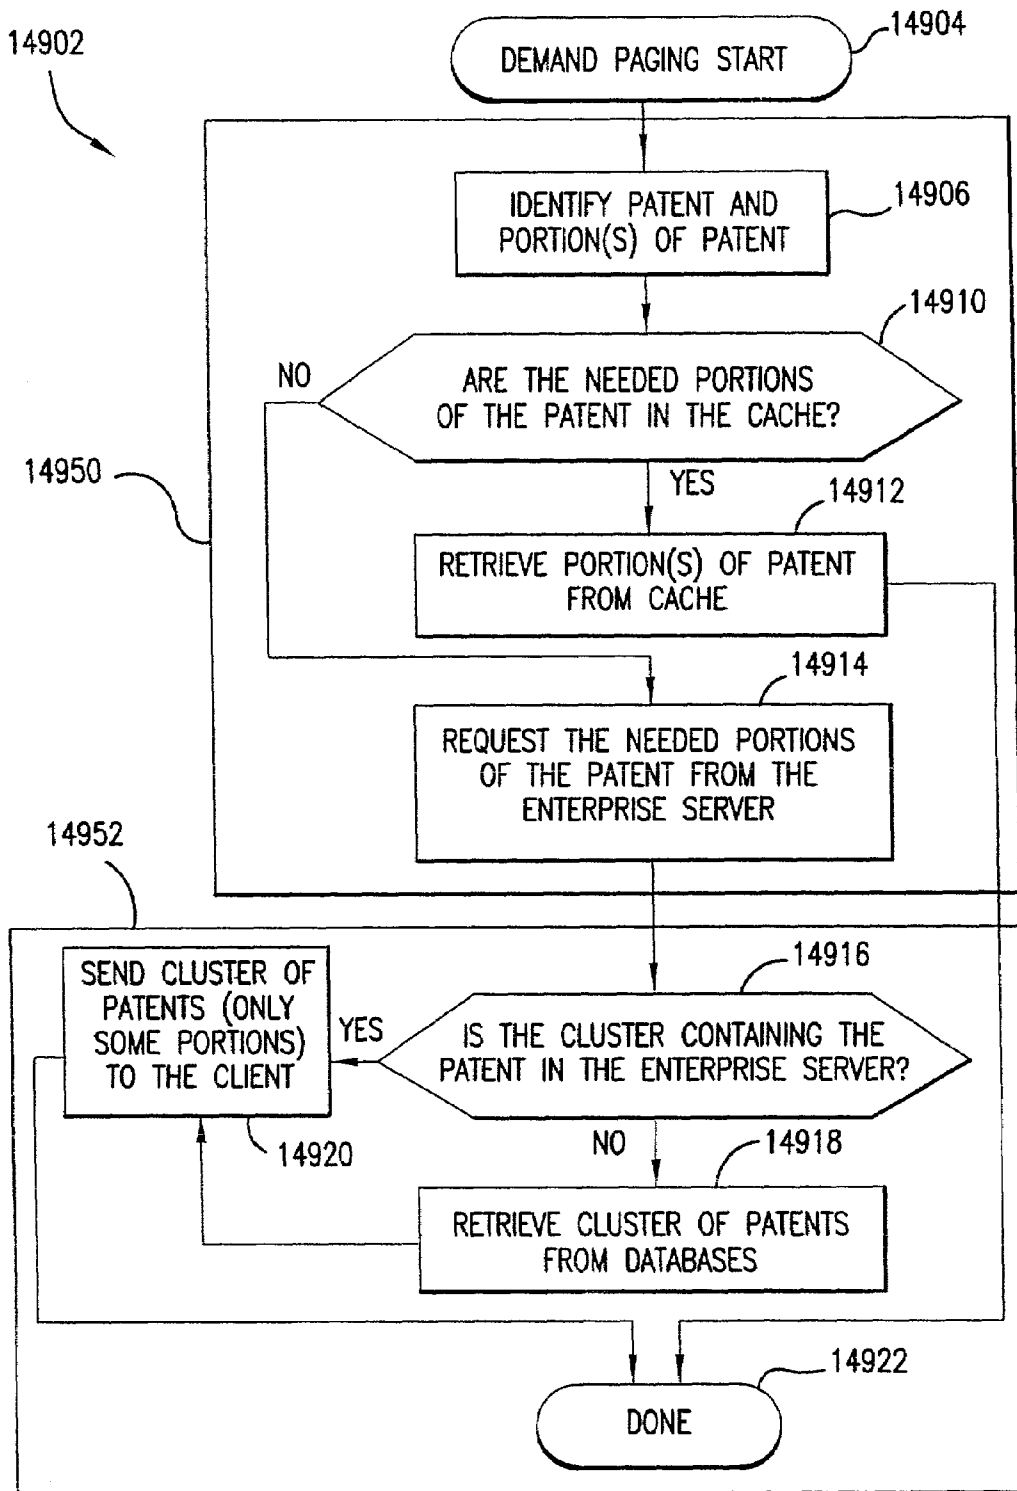 14902
14904
DEMAND PAGING START
14906
IDENTIFY PATENT AND
PORTION(S) OF PATENT
14910
NO
ARE THE NEEDED PORTIONS
OF THE PATENT IN THE CACHE?
14950
YES
14912
RETRIEVE PORTION(S) OF PATENT
FROM CACHE
14914
REQUEST THE NEEDED PORTIONS
OF THE PATENT FROM THE
ENTERPRISE SERVER
14952
SEND CLUSTER OF
PATENTS (ONLY
SOME PORTIONS)
TO THE CLIENT
YES
14916
IS THE CLUSTER CONTAINING THE
PATENT IN THE ENTERPRISE SERVER?
14920
NO
14918
RETRIEVE CLUSTER OF PATENTS
FROM DATABASES
14922
DONE